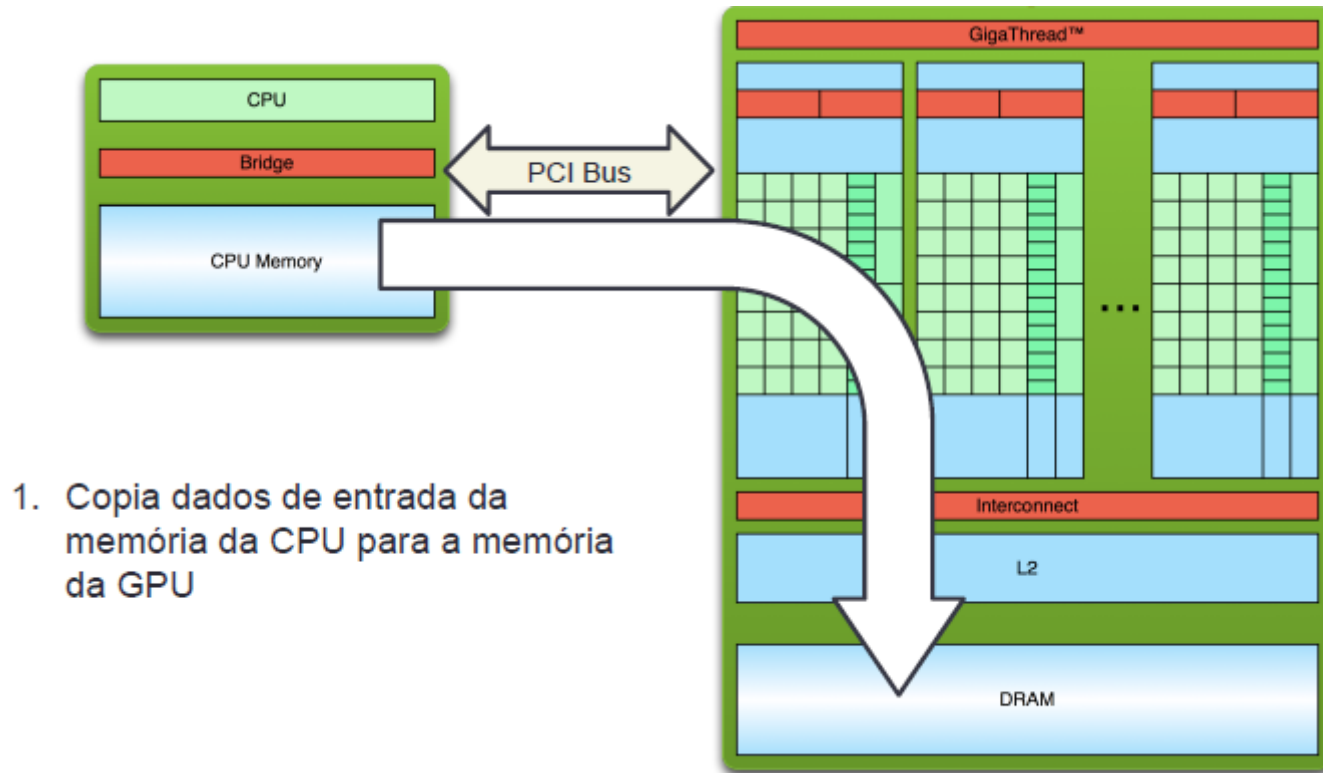 GigaThread™
CPU
Bridge
PCI Bus
CPU Memory
...
1. Copia dados de entrada da
memória da CPU para a memória
da GPU
Interconnect
L2
DRAM